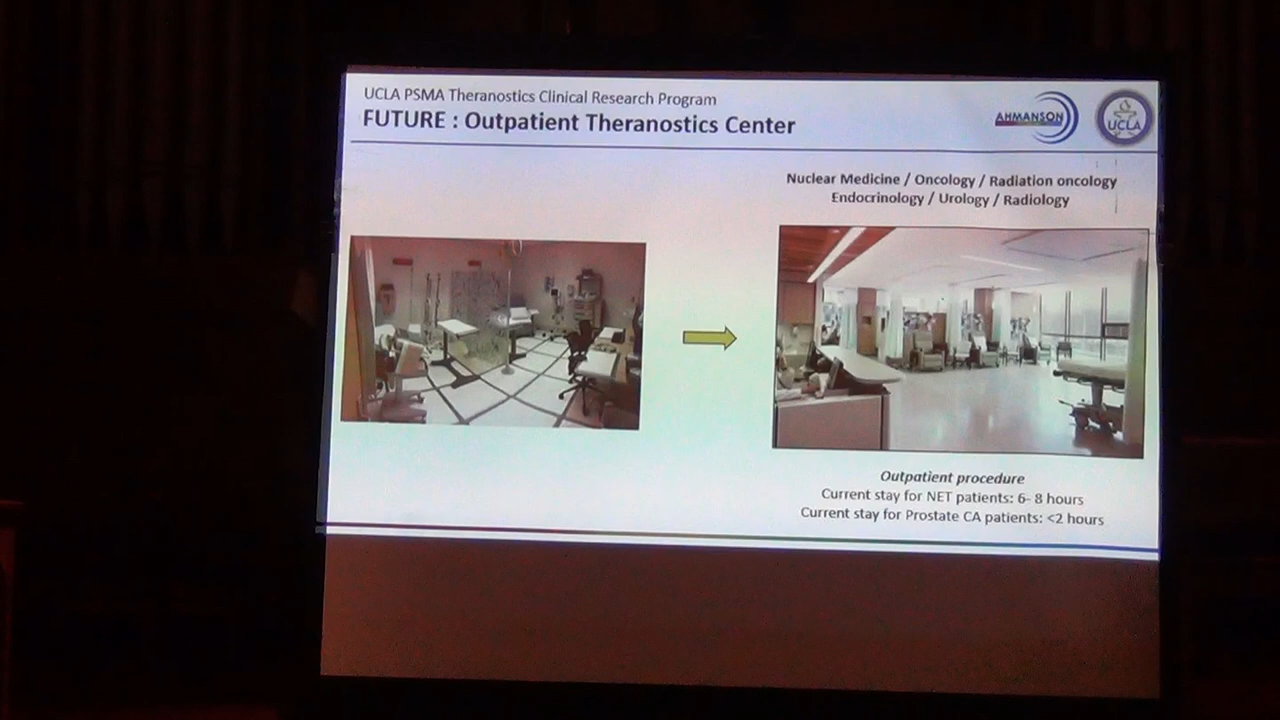 UCLA PSMA Theranostics Clinical Research Program
FUTURE : Outpatient Theranostics Center
AHMANSON
UCLA
Nuclear Medicine / Oncology / Radiation oncology
Endocrinology / Urology / Radiology
Outpatient procedure
Current stay for NET patients: 6- 8 hours
Current stay for Prostate CA patients: <2 hours